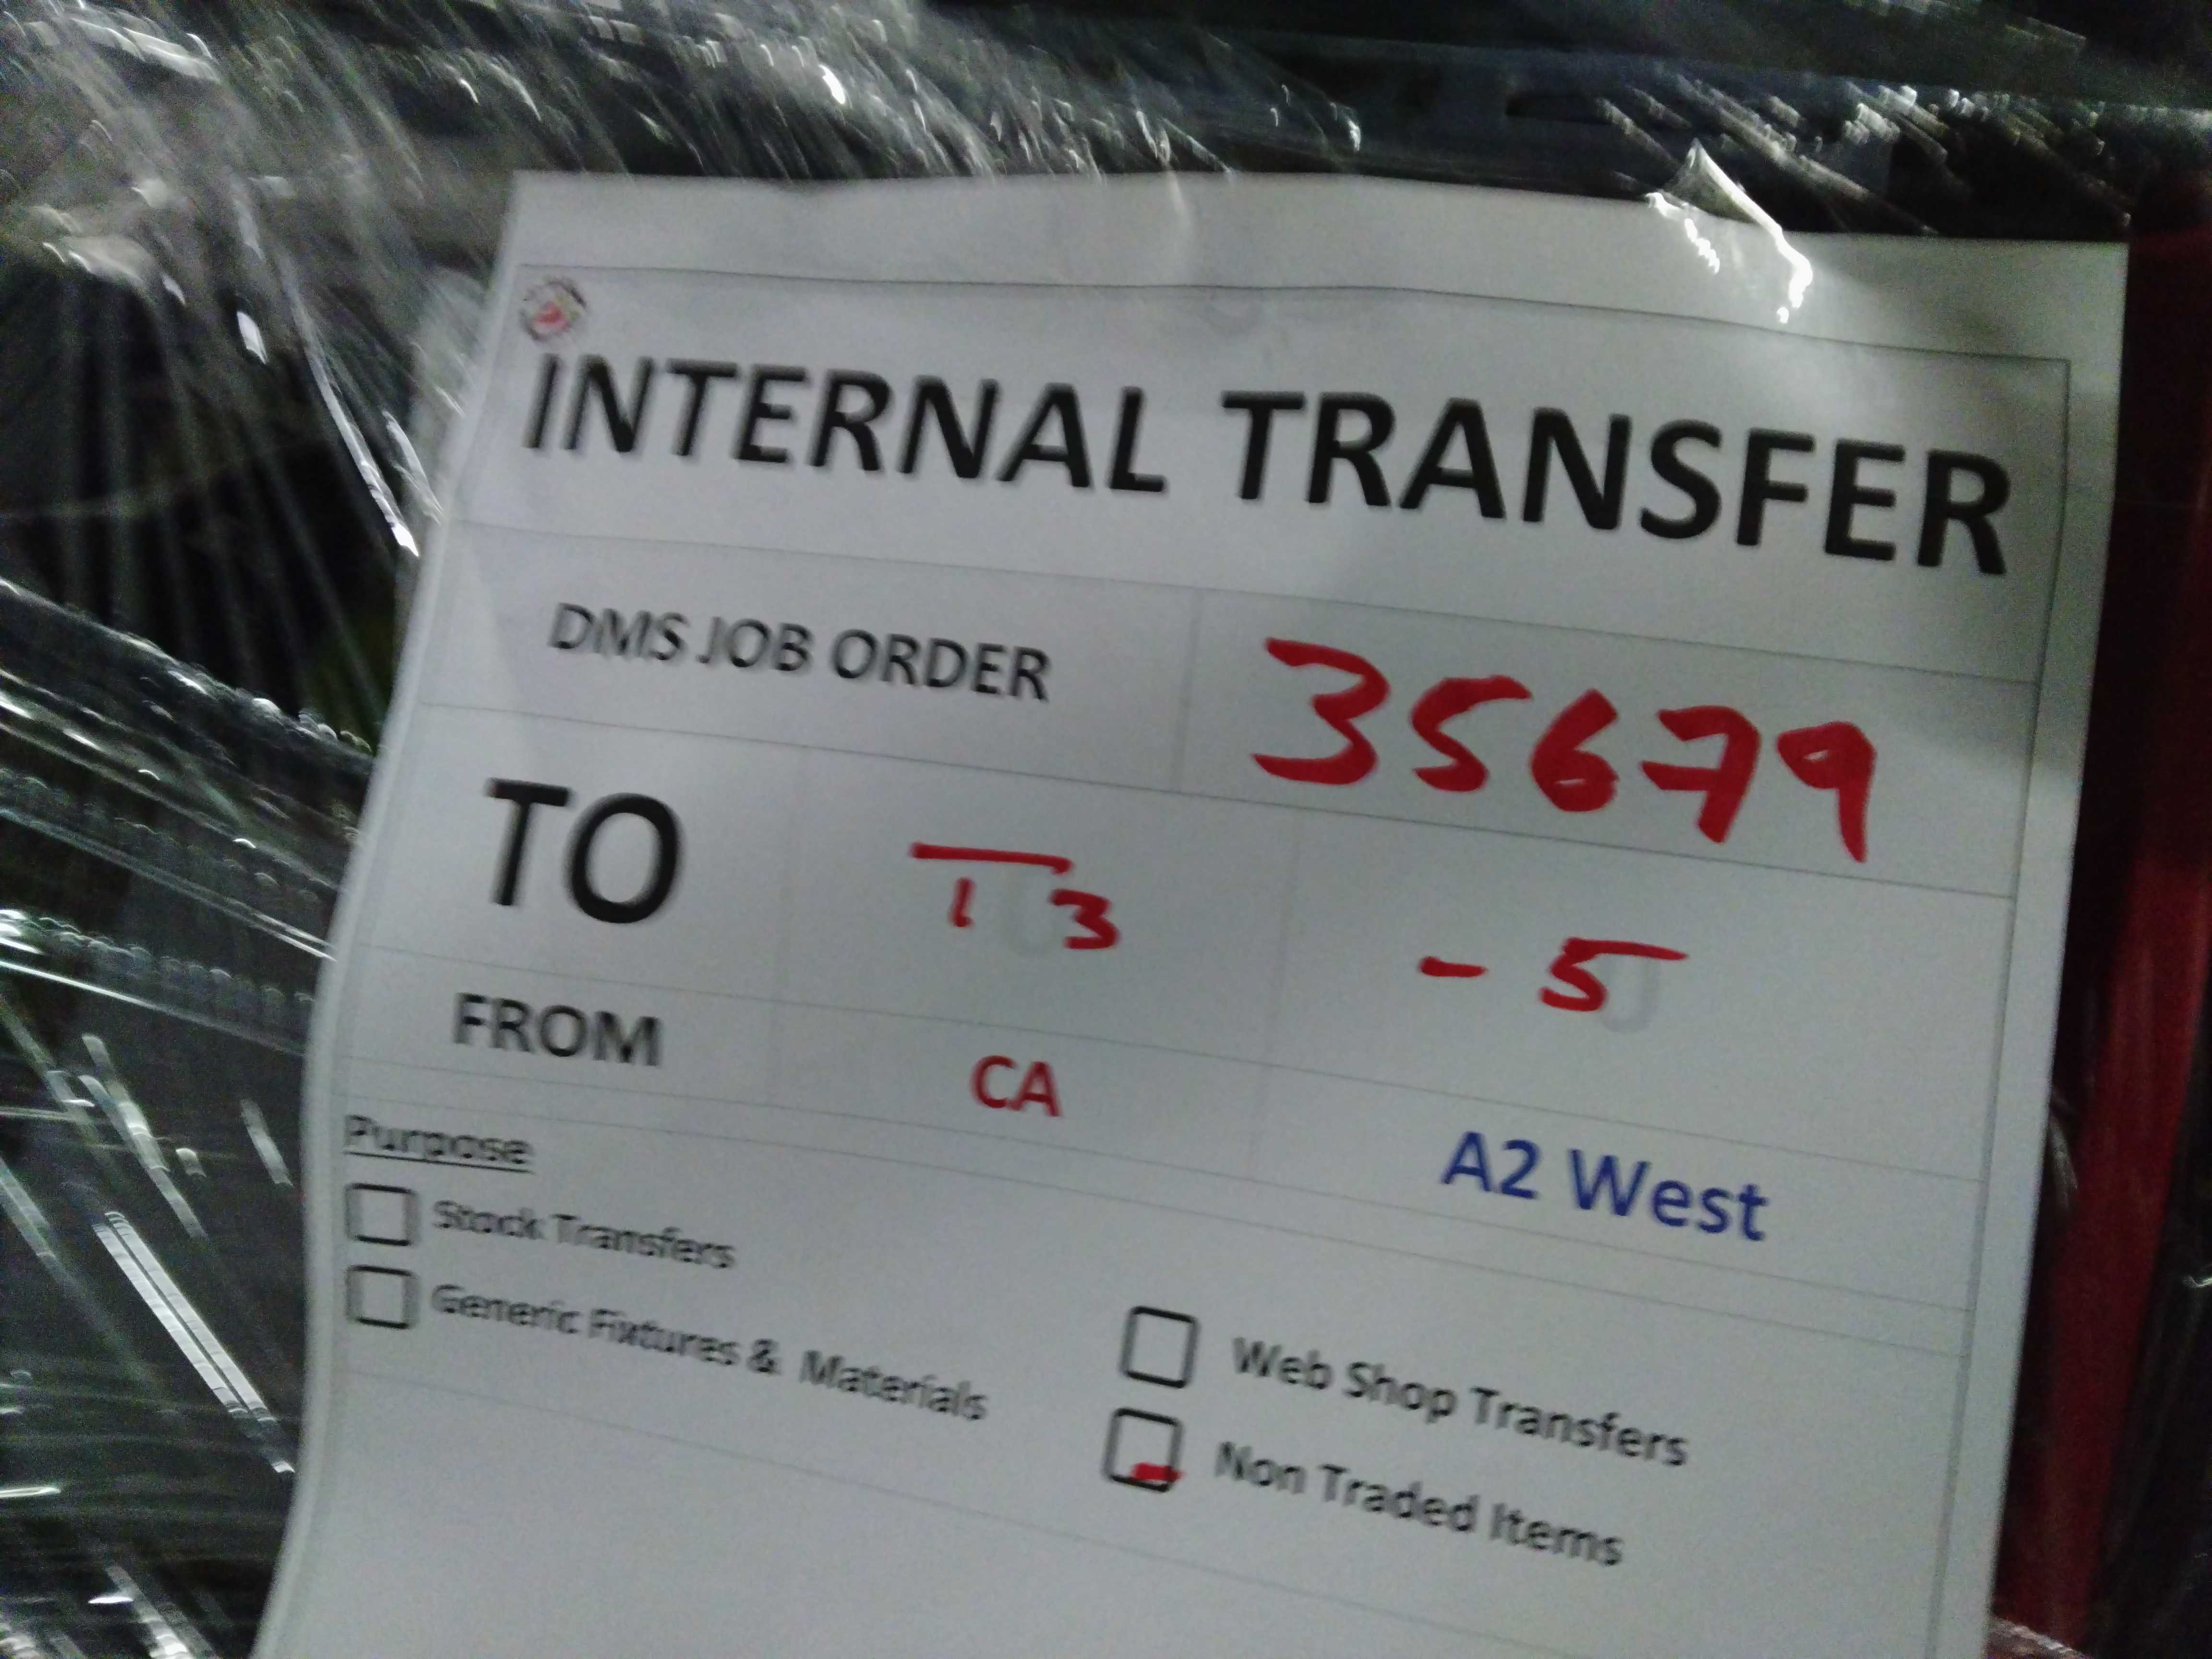 INTERNAL TRANSFER
DMS JOB ORDER 35679
TO T3 - 5
FROM CA A2 West
Purpose
Stock Transfers
Generic Fixtures & Materials
Web Shop Transfers
Non Traded Items